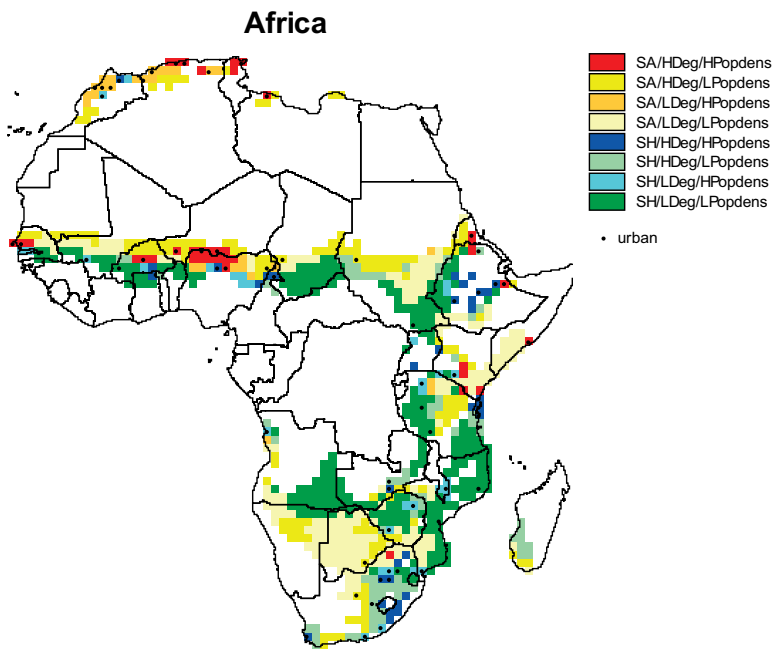 Africa
SA/HDeg/HPopdens
SA/HDeg/LPopdens
SA/LDeg/HPopdens
SA/LDeg/LPopdens
SH/HDeg/HPopdens
SH/HDeg/LPopdens
SH/LDeg/HPopdens
SH/LDeg/LPopdens
urban